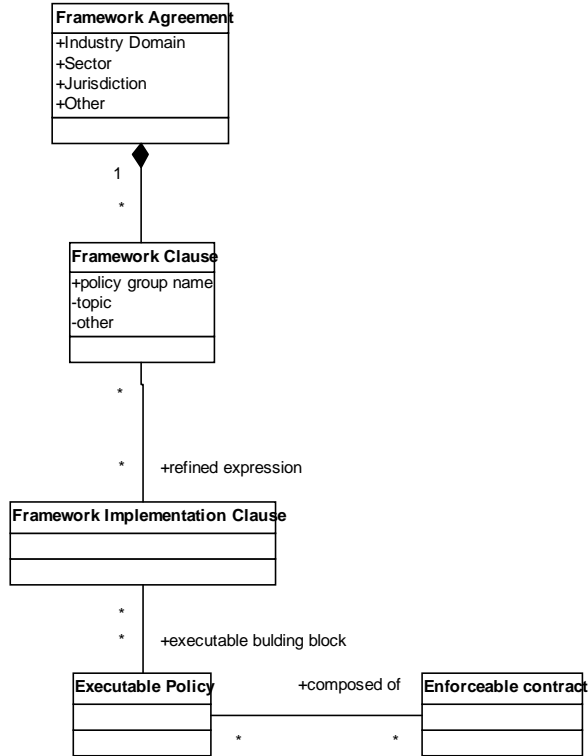 Framework Agreement
+Industry Domain
+Sector
+Jurisdiction
+Other
1
*
Framework Clause
+policy group name
-topic
-other
*
*
+refined expression
Framework Implementation Clause
*
*
+executable bulding block
Executable Policy
+composed of
Enforceable contract
*
*